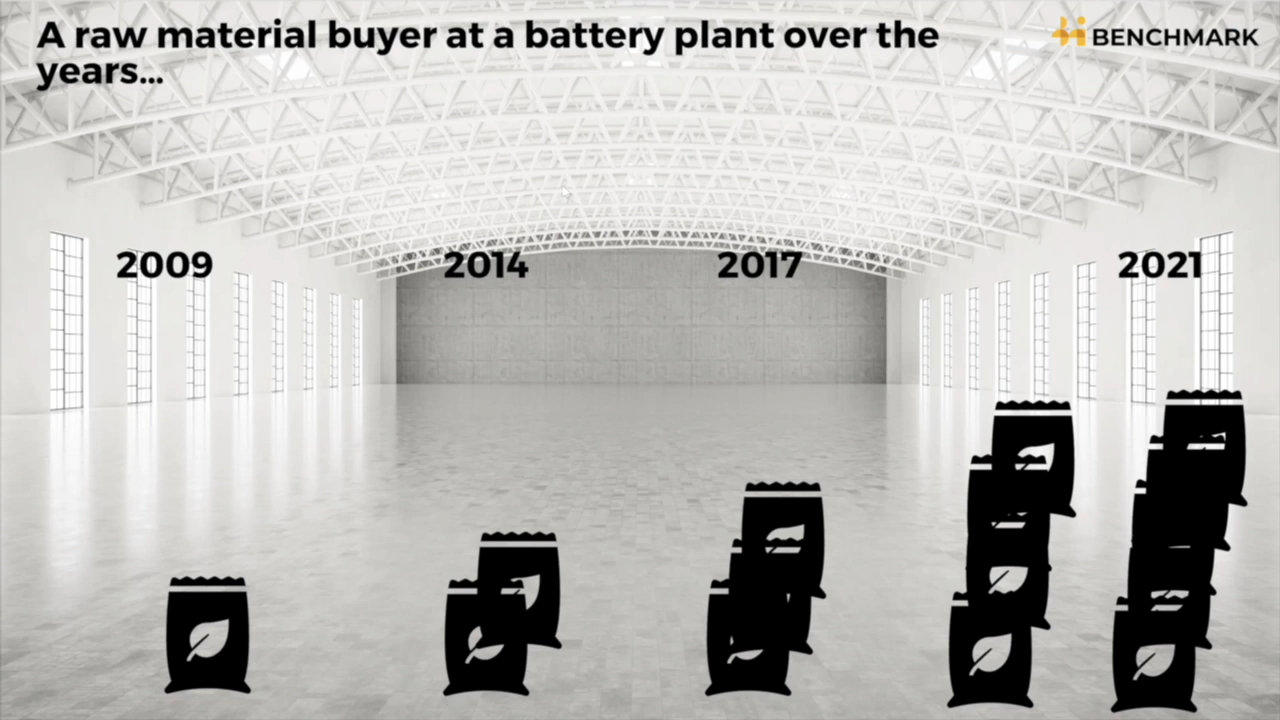 A raw material buyer at a battery plant over the
years...
BENCHMARK
2009
2014
2017
2021